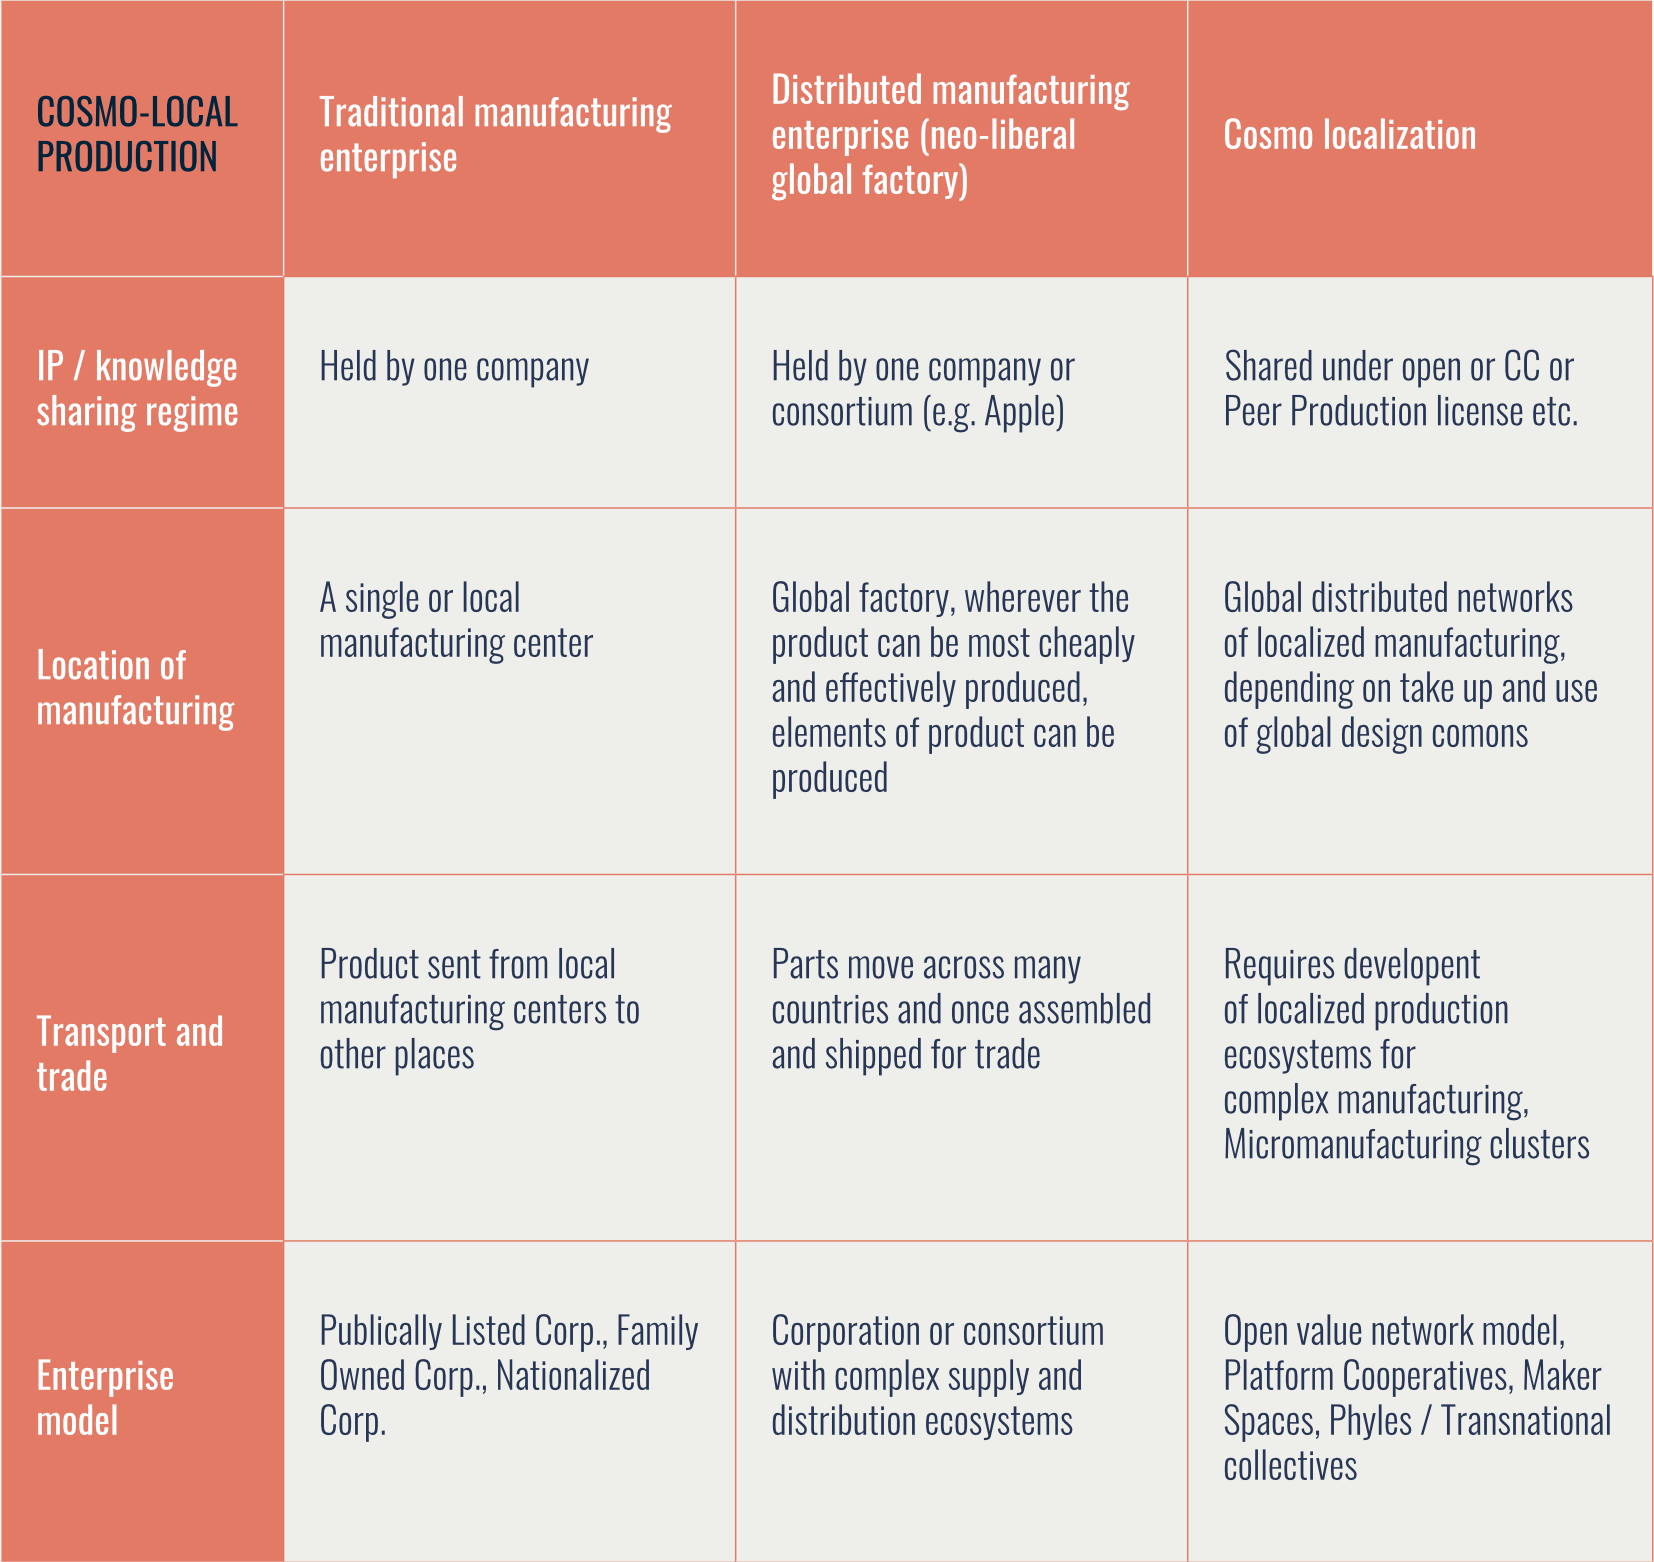 COSMO-LOCAL
PRODUCTION
Traditional manufacturing
enterprise
Distributed manufacturing
enterprise (neo-liberal
global factory)
Cosmo localization
IP / knowledge
sharing regime
Held by one company
Held by one company or
consortium (e.g. Apple)
Shared under open or CC or
Peer Production license etc.
Location of
manufacturing
A single or local
manufacturing center
Global factory, wherever the
product can be most cheaply
and effectively produced,
elements of product can be
produced
Global distributed networks
of localized manufacturing,
depending on take up and use
of global design comons
Transport and
trade
Product sent from local
manufacturing centers to
other places
Parts move across many
countries and once assembled
and shipped for trade
Requires developent
of localized production
ecosystems for
complex manufacturing,
Micromanufacturing clusters
Enterprise
model
Publically Listed Corp., Family
Owned Corp., Nationalized
Corp.
Corporation or consortium
with complex supply and
distribution ecosystems
Open value network model,
Platform Cooperatives, Maker
Spaces, Phyles / Transnational
collectives